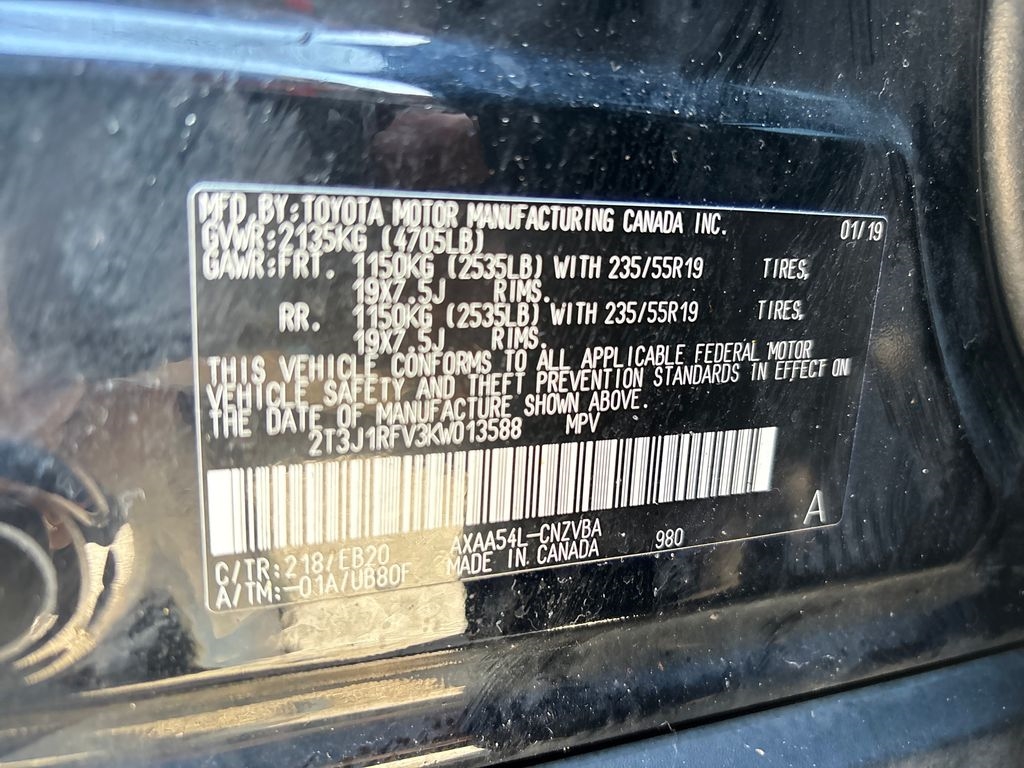 MFD.BY:TOYOTA MOTOR MANUFACTURING CANADA INC. 01/19
GVWR:2135KG (4705LB)
GAWR:FRT. 1150KG (2535LB) WITH 235/55R19 TIRES,
19X7.5J RIMS.
RR. 1150KG (2535LB) WITH 235/55R19 TIRES,
19X7.5J RIMS.
THIS VEHICLE CONFORMS TO ALL APPLICABLE FEDERAL MOTOR
VEHICLE SAFETY AND THEFT PREVENTION STANDARDS IN EFFECT ON
THE DATE OF MANUFACTURE SHOWN ABOVE.
2T3J1RFV3KW013588 MPV
A
C/TR:218/EB20 AXAA54L-CNZVBA 980
A/TM:-01A/UB80F MADE IN CANADA